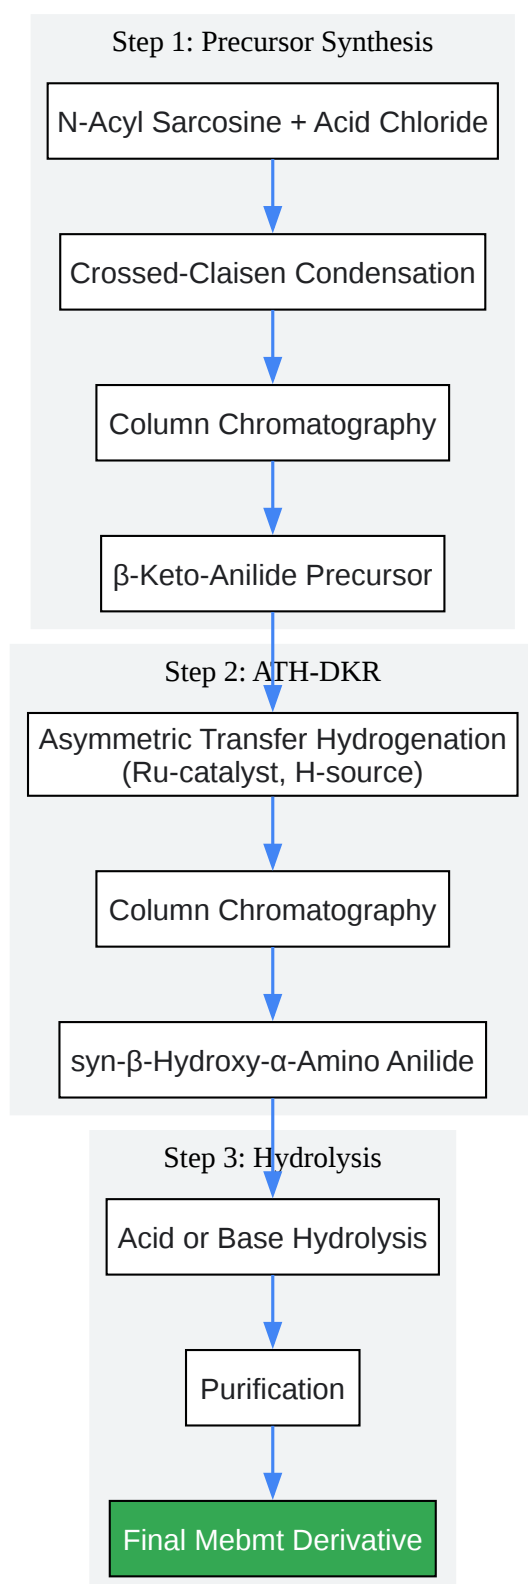 Step 1: Precursor Synthesis
N-Acyl Sarcosine + Acid Chloride
Crossed-Claisen Condensation
Column Chromatography
β-Keto-Anilide Precursor
Step 2: ATH-DKR
Asymmetric Transfer Hydrogenation
(Ru-catalyst, H-source)
Column Chromatography
syn-β-Hydroxy-α-Amino Anilide
Step 3: Hydrolysis
Acid or Base Hydrolysis
Purification
Final Mebmt Derivative